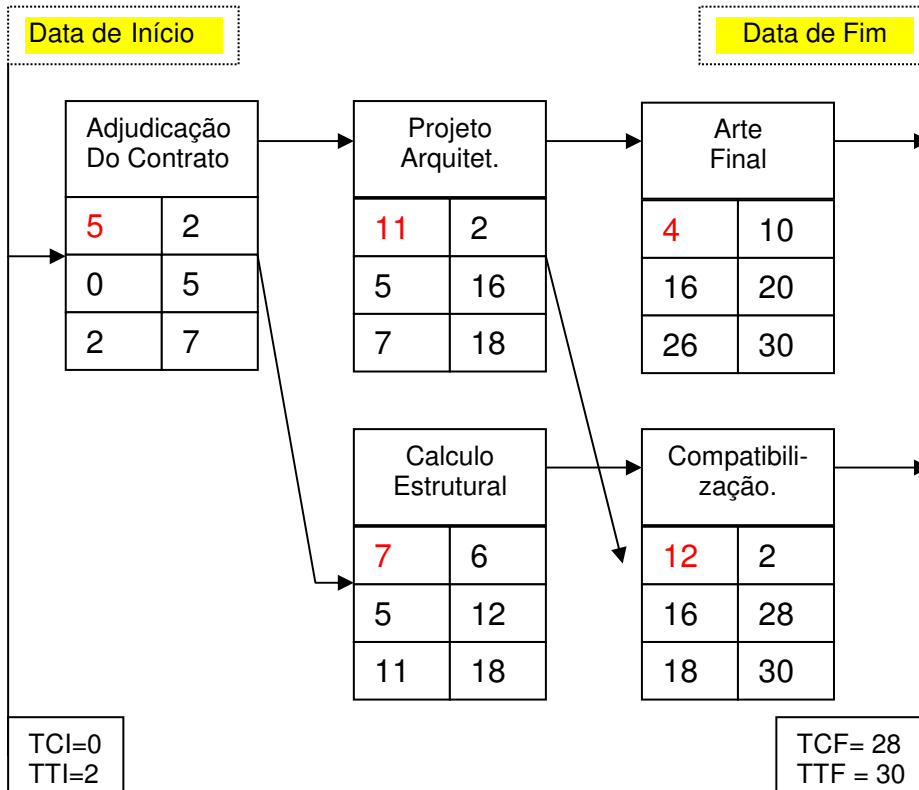 Data de Início
Data de Fim
Adjudicação
Do Contrato
5 2
0 5
2 7
Projeto
Arquitet.
11 2
5 16
7 18
Arte
Final
4 10
16 20
26 30
Calculo
Estrutural
7 6
5 12
11 18
Compatibili-
zação.
12 2
16 28
18 30
TCI=0
TTI=2
TCF= 28
TTF = 30